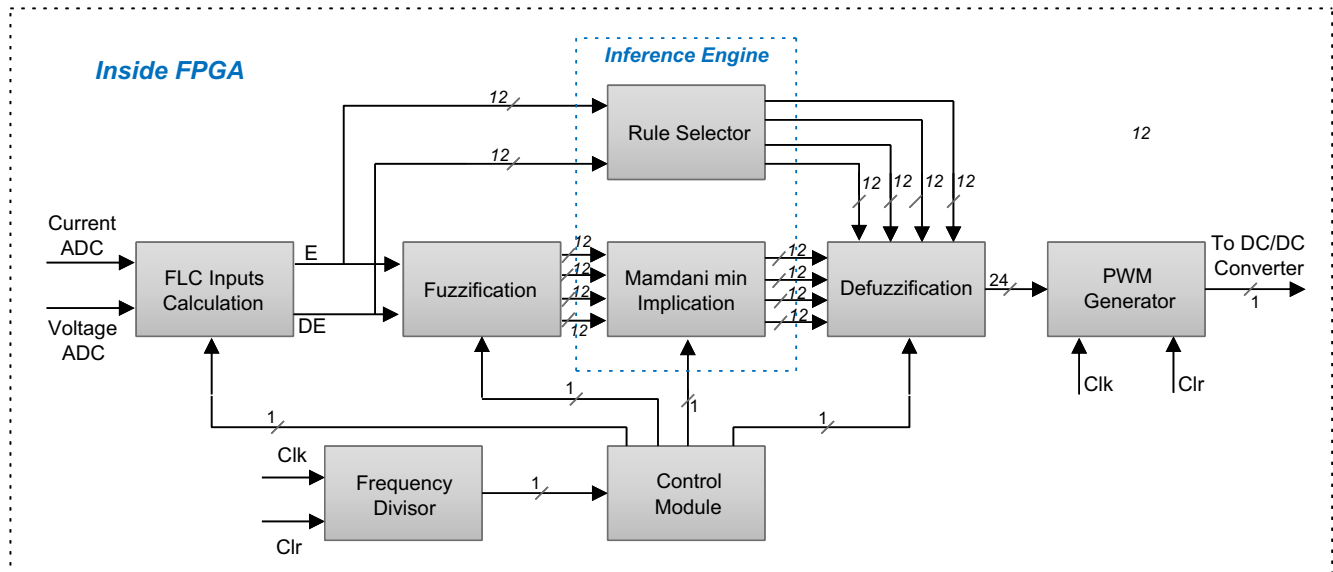 Inside FPGA
Inference Engine
12
12
Rule Selector
12
12
12
12
12
Current
ADC
Voltage
ADC
FLC Inputs
Calculation
E
DE
Fuzzification
12
12
12
12
Mamdani min
Implication
12
12
12
12
Defuzzification
24
PWM
Generator
To DC/DC
Converter
1
Clk
Clr
1
1
1
1
Clk
Clr
Frequency
Divisor
1
Control
Module